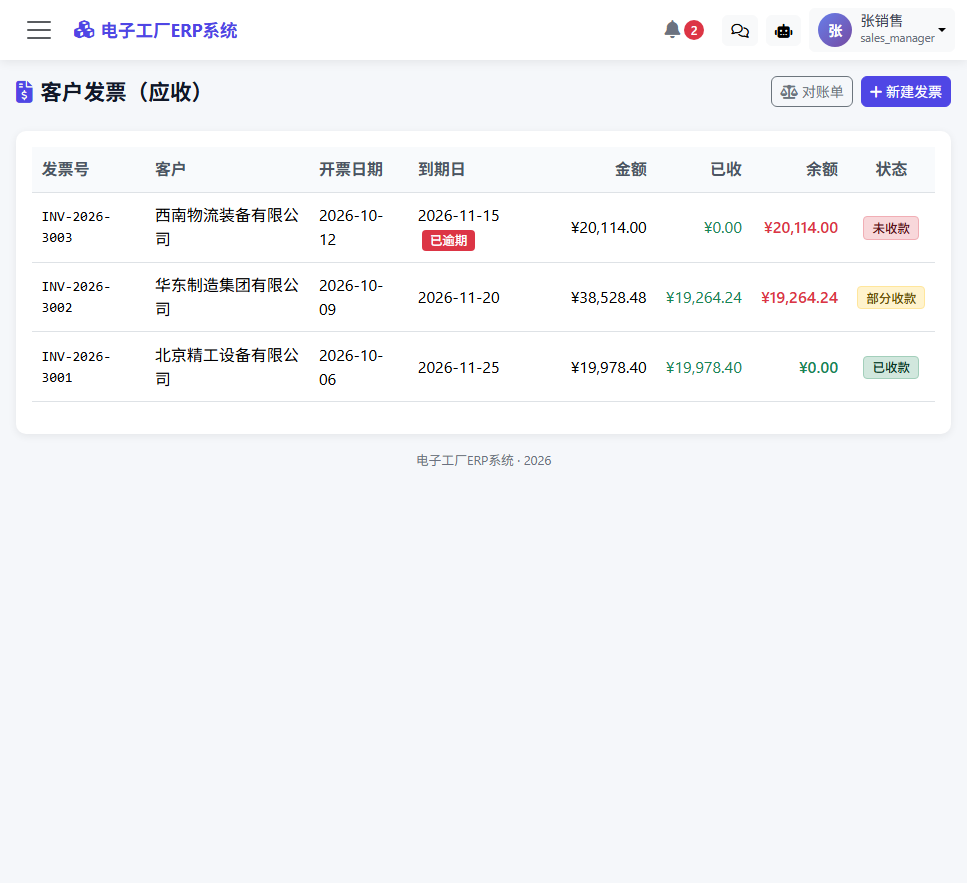 电子工厂ERP系统
2
张
张销售
sales_manager
客户发票（应收）
对账单
新建发票
发票号 客户 开票日期 到期日 金额 已收 余额 状态
INV-2026-3003 西南物流装备有限公司 2026-10-12 2026-11-15 已逾期 ¥20,114.00 ¥0.00 ¥20,114.00 未收款
INV-2026-3002 华东制造集团有限公司 2026-10-09 2026-11-20 ¥38,528.48 ¥19,264.24 ¥19,264.24 部分收款
INV-2026-3001 北京精工设备有限公司 2026-10-06 2026-11-25 ¥19,978.40 ¥19,978.40 ¥0.00 已收款
电子工厂ERP系统 · 2026